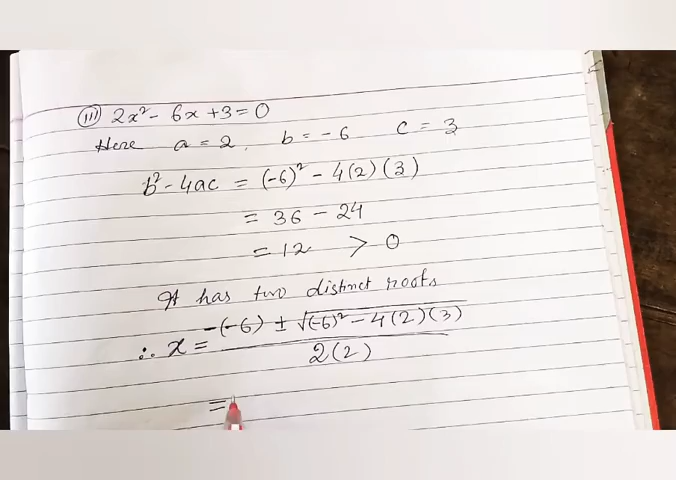 (iii) 2x² - 6x + 3 = 0
Here a = 2, b = -6 c = 3
b² - 4ac = (-6)² - 4(2)(3)
= 36 - 24
= 12 > 0
It has two distinct roots
∴ x = -(-6) ± √(-6)² - 4(2)(3)
2(2)
=